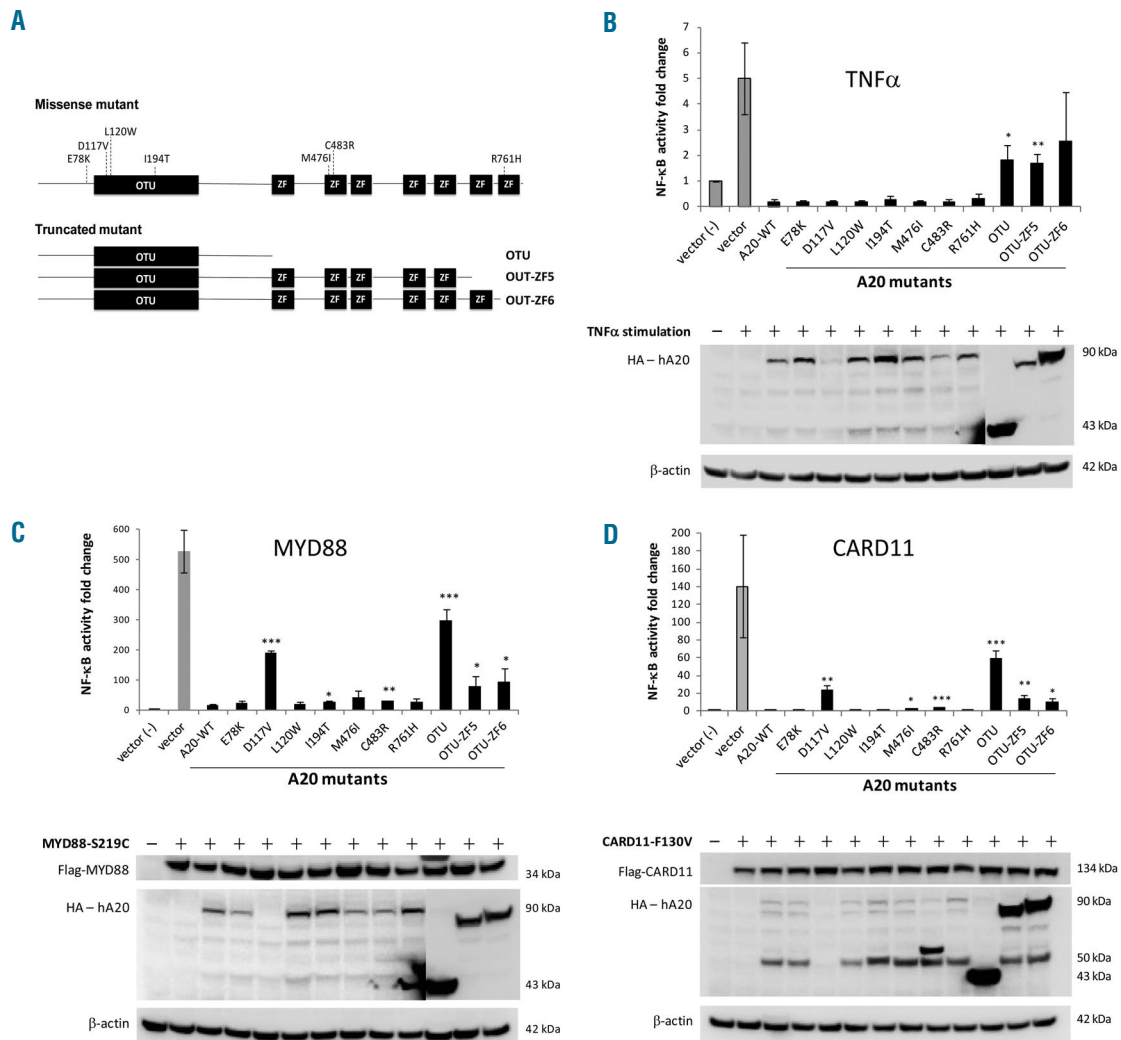 A
Missense mutant
L120W
D117V
E78K
I194T
C483R
M476I
R761H
OTU
ZF ZF ZF ZF ZF ZF ZF
Truncated mutant
OTU
OTU
OTU ZF ZF ZF ZF ZF
OUT-ZF5
OTU ZF ZF ZF ZF ZF ZF
OUT-ZF6
B
TNFα
NF-κB activity fold change
7
6
5
4
3
2
1
0
* **
vector (-) vector A20-WT E78K D117V L120W I194T M476I C483R R761H OTU OTU-ZF5 OTU-ZF6
A20 mutants
TNFα stimulation − + + + + + + + + + + + +
HA – hA20
90 kDa
43 kDa
β-actin
42 kDa
C
MYD88
NF-κB activity fold change
600
500
400
300
200
100
0
*** * ** *** * *
vector (-) vector A20-WT E78K D117V L120W I194T M476I C483R R761H OTU OTU-ZF5 OTU-ZF6
A20 mutants
MYD88-S219C − + + + + + + + + + + + +
Flag-MYD88
34 kDa
HA – hA20
90 kDa
43 kDa
β-actin
42 kDa
D
CARD11
NF-κB activity fold change
200
180
160
140
120
100
80
60
40
20
0
** * *** *** ** *
vector (-) vector A20-WT E78K D117V L120W I194T M476I C483R R761H OTU OTU-ZF5 OTU-ZF6
A20 mutants
CARD11-F130V − + + + + + + + + + + + +
Flag-CARD11
134 kDa
HA – hA20
90 kDa
50 kDa
43 kDa
β-actin
42 kDa